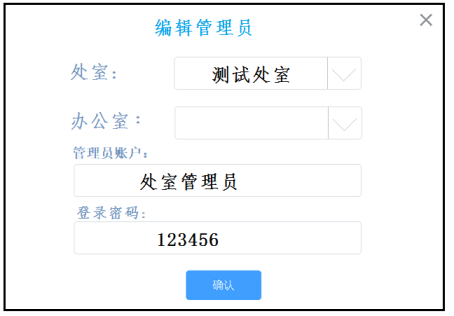 编辑管理员
处室： 测试处室
办公室：
管理员账户：
处室管理员
登录密码:
123456
确认